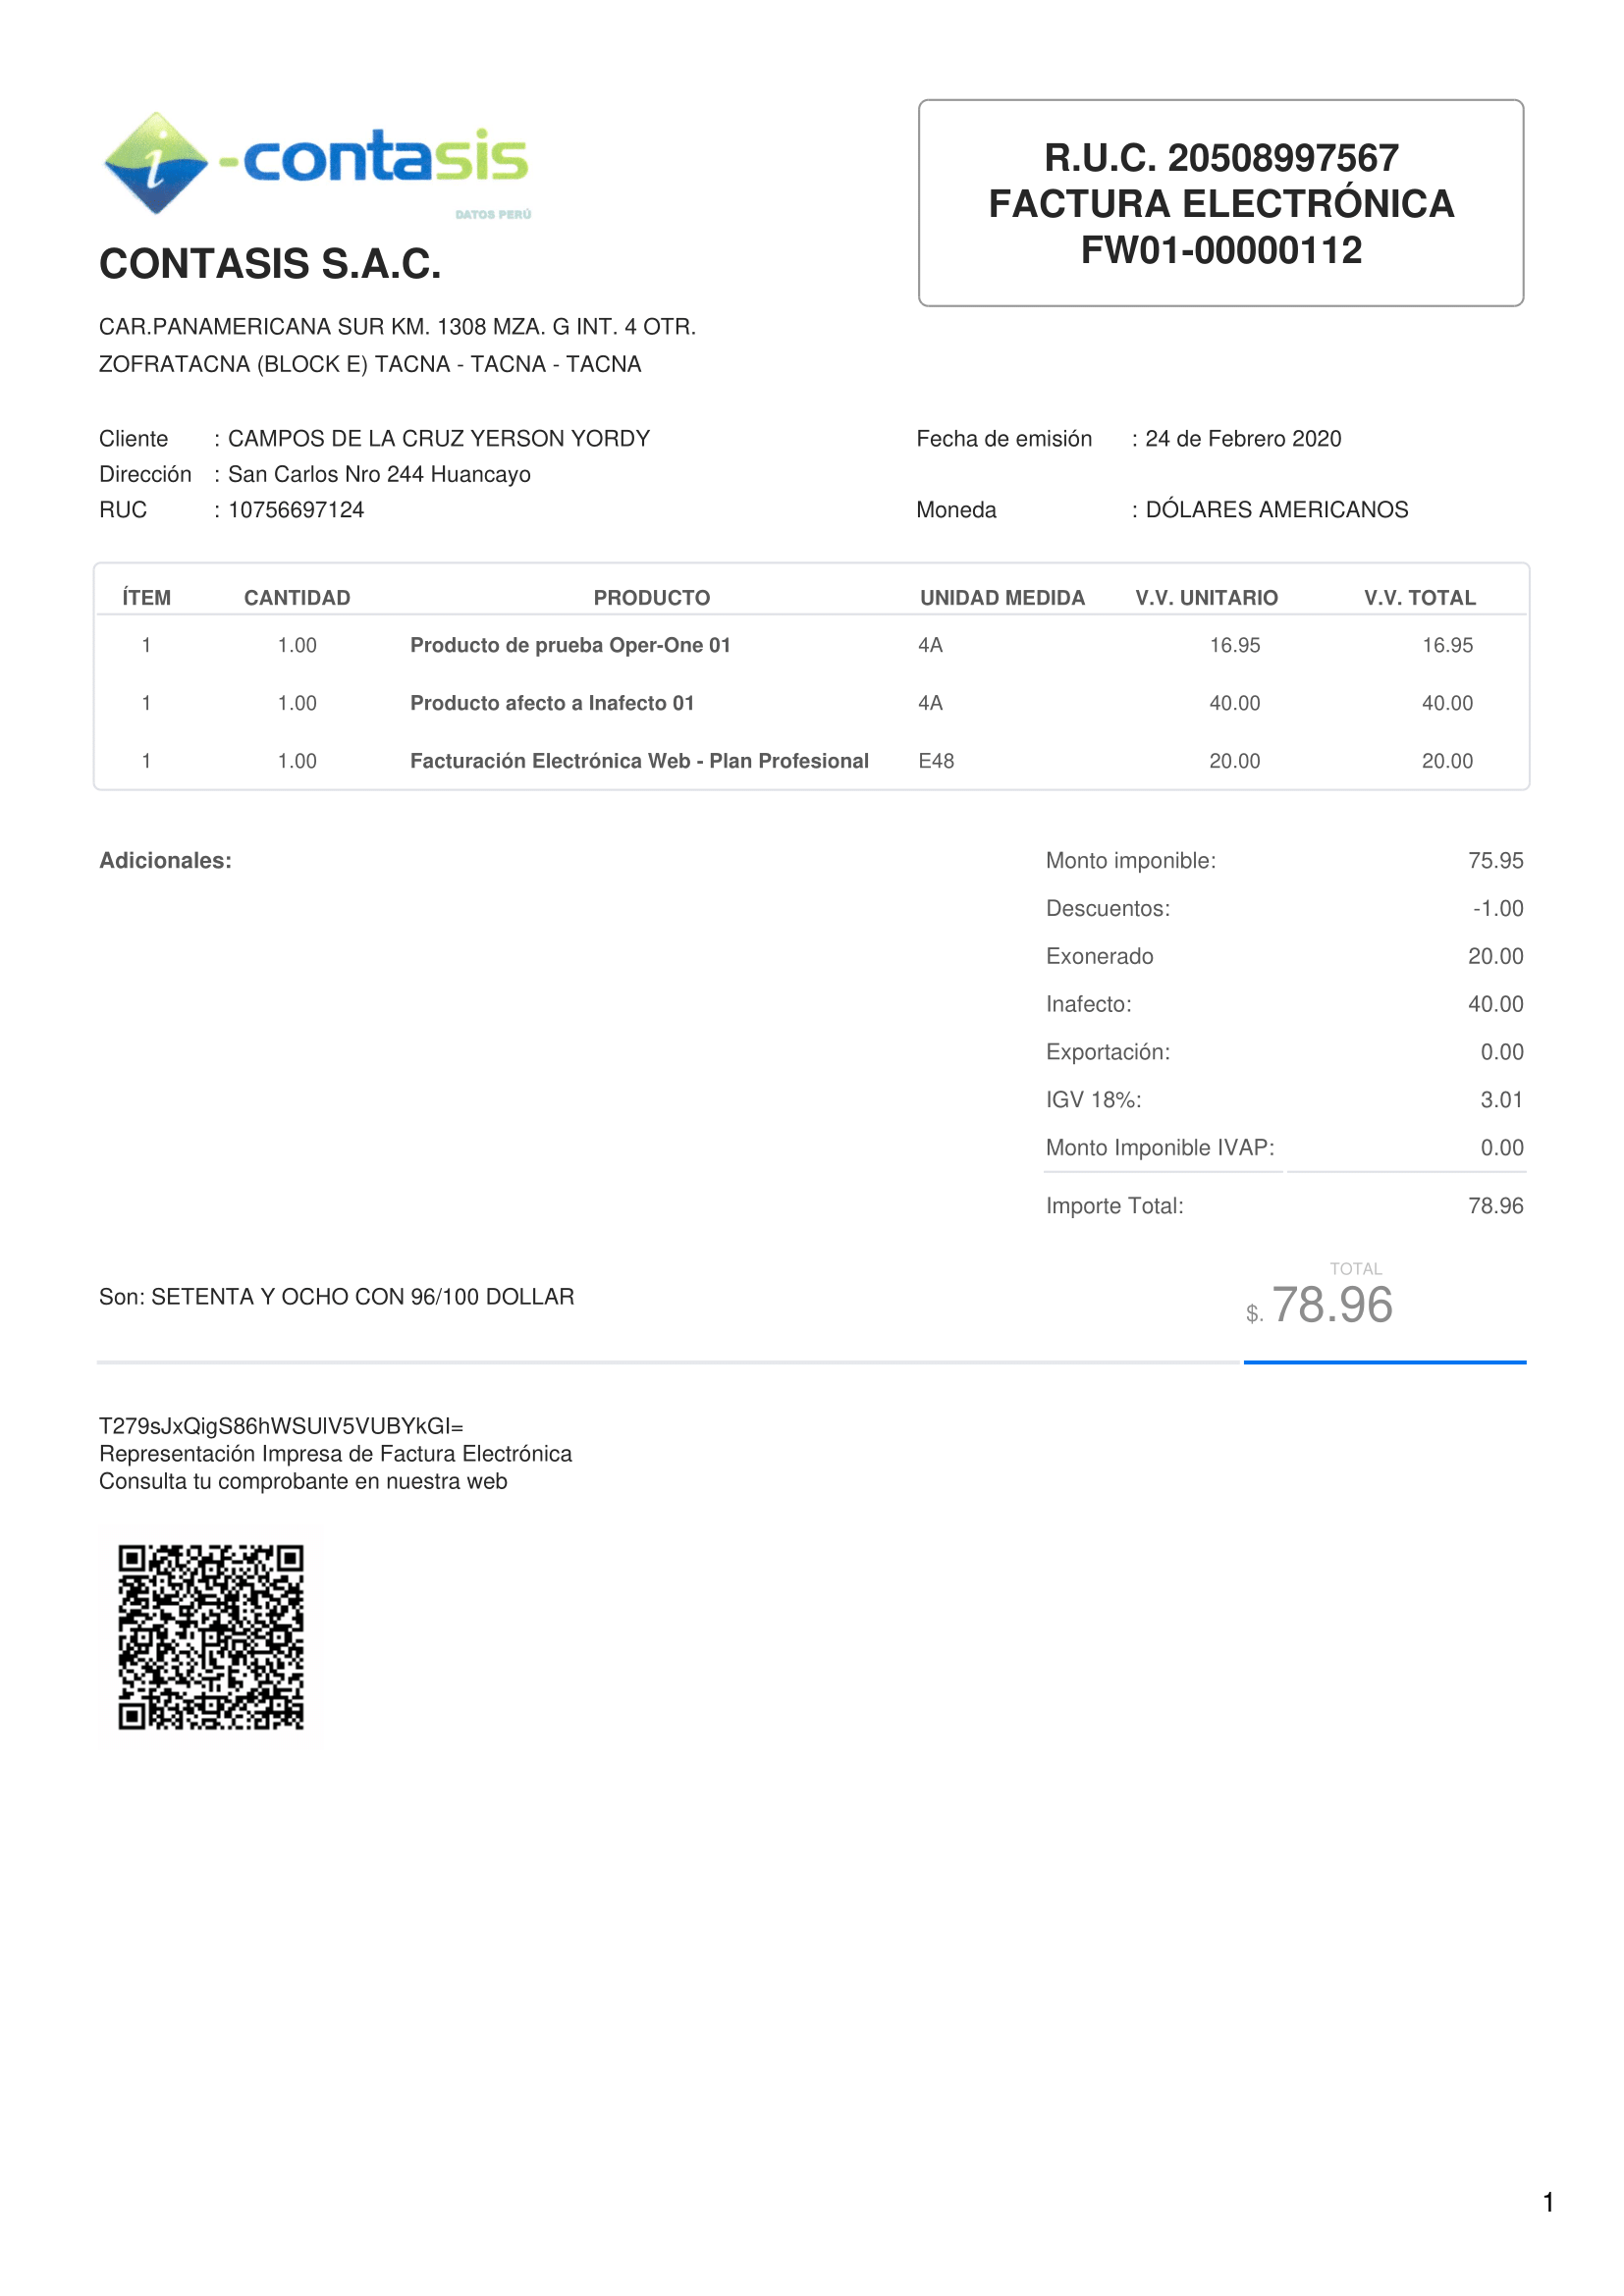 i-contasis
DATOS PERÚ
CONTASIS S.A.C.
CAR.PANAMERICANA SUR KM. 1308 MZA. G INT. 4 OTR.
ZOFRATACNA (BLOCK E) TACNA - TACNA - TACNA
R.U.C. 20508997567
FACTURA ELECTRÓNICA
FW01-00000112
Cliente : CAMPOS DE LA CRUZ YERSON YORDY
Dirección : San Carlos Nro 244 Huancayo
RUC : 10756697124
Fecha de emisión : 24 de Febrero 2020
Moneda : DÓLARES AMERICANOS
ÍTEM CANTIDAD PRODUCTO UNIDAD MEDIDA V.V. UNITARIO V.V. TOTAL
1 1.00 Producto de prueba Oper-One 01 4A 16.95 16.95
1 1.00 Producto afecto a Inafecto 01 4A 40.00 40.00
1 1.00 Facturación Electrónica Web - Plan Profesional E48 20.00 20.00
Adicionales:
Monto imponible: 75.95
Descuentos: -1.00
Exonerado 20.00
Inafecto: 40.00
Exportación: 0.00
IGV 18%: 3.01
Monto Imponible IVAP: 0.00
Importe Total: 78.96
Son: SETENTA Y OCHO CON 96/100 DOLLAR
TOTAL
$. 78.96
T279sJxQigS86hWSUlV5VUBYkGI=
Representación Impresa de Factura Electrónica
Consulta tu comprobante en nuestra web
1